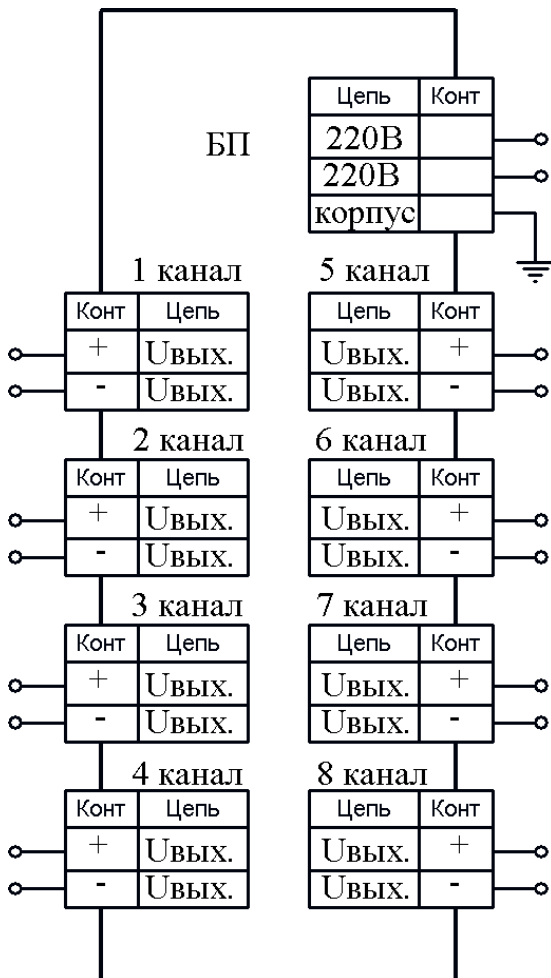 Цепь Конт
БП
220В
220В
корпус
1 канал 5 канал
Конт Цепь Цепь Конт
+ Uвых. Uвых. +
- Uвых. Uвых. -
2 канал 6 канал
Конт Цепь Цепь Конт
+ Uвых. Uвых. +
- Uвых. Uвых. -
3 канал 7 канал
Конт Цепь Цепь Конт
+ Uвых. Uвых. +
- Uвых. Uвых. -
4 канал 8 канал
Конт Цепь Цепь Конт
+ Uвых. Uвых. +
- Uвых. Uвых. -